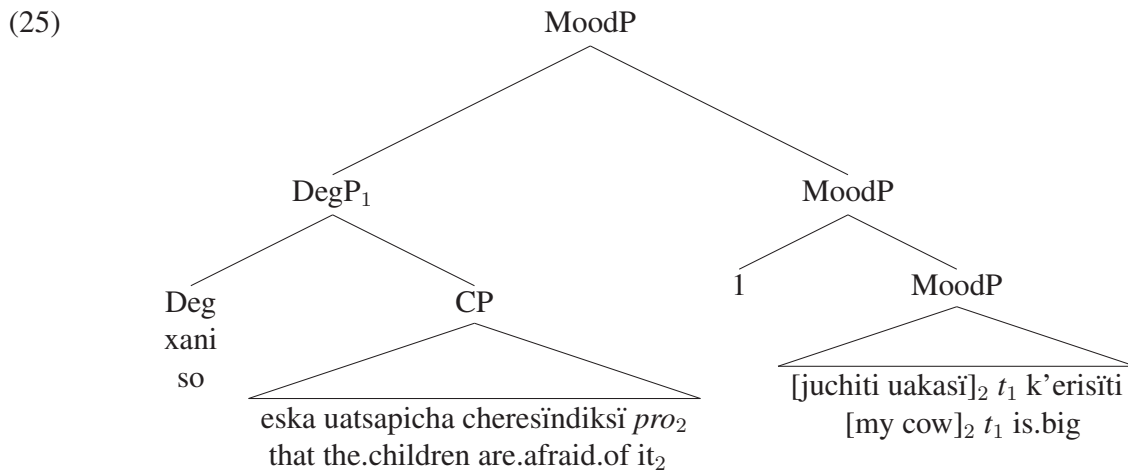 (25) MoodP
DegP₁ MoodP
Deg CP 1 MoodP
xani
so
[juchiti uakasï]₂ t₁ k’erisïti
eska uatsapicha cheresïndiksï pro₂
[my cow]₂ t₁ is.big
that the.children are.afraid.of it₂